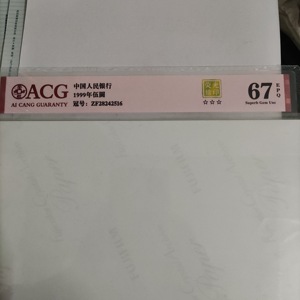 ACG
AI CANG GUARANTY
中国人民银行
1999年伍圆
冠号：ZF28242516
☆☆☆
67
EPQ
Superb Gem Unc